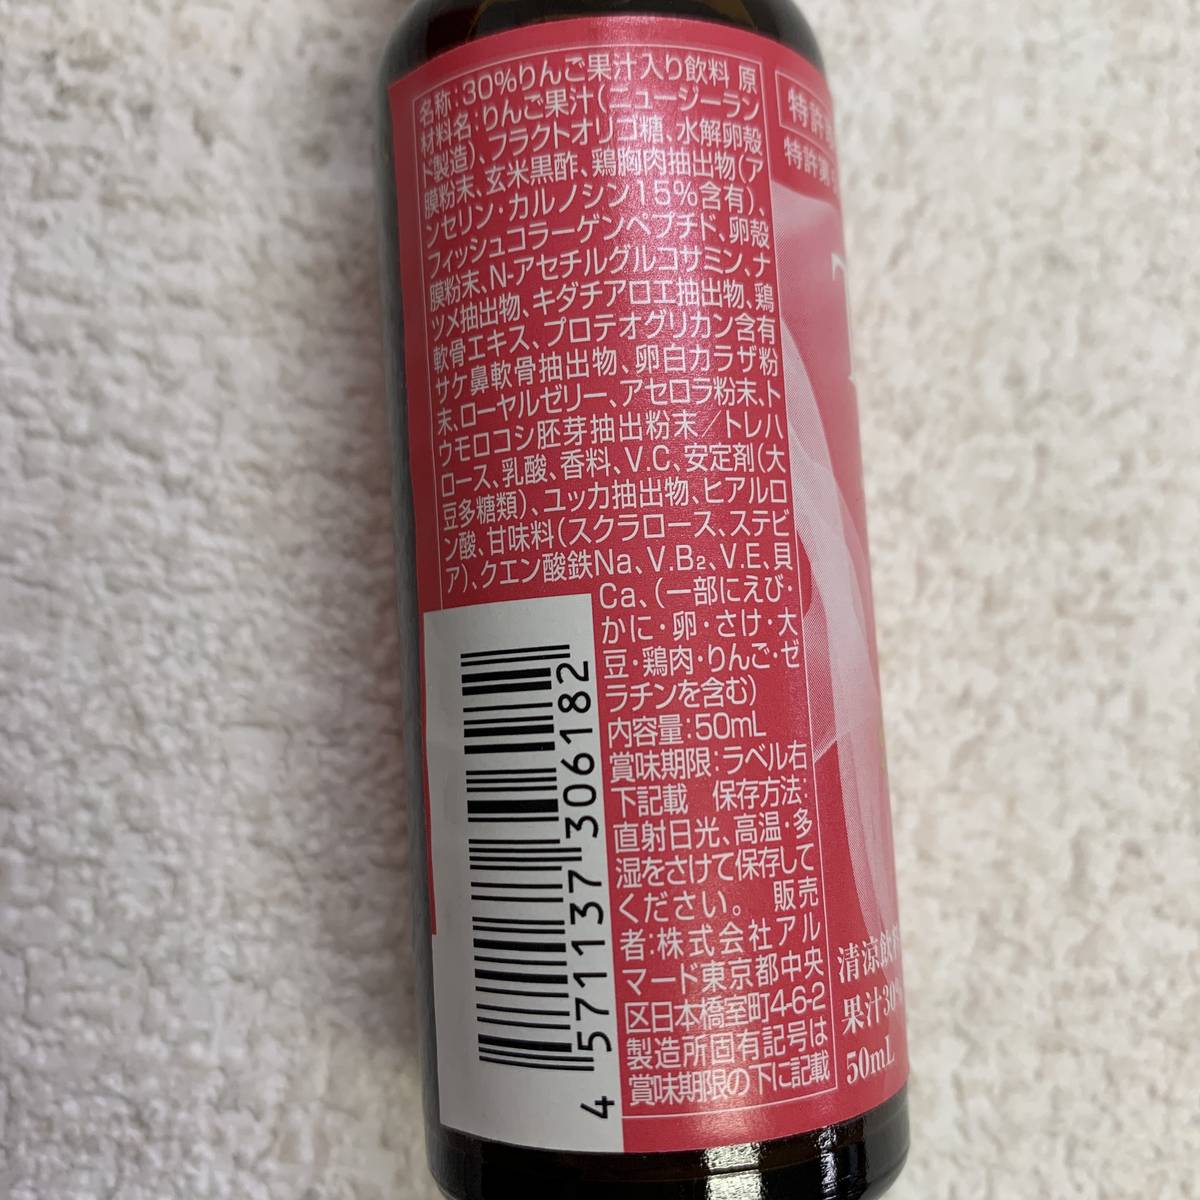 名称:30%りんご果汁入り飲料 原
材料名:りんご果汁(ニュージーラン
ド製造)、フラクトオリゴ糖、水解卵殻
膜粉末、玄米黒酢、鶏胸肉抽出物(ア
ンセリン・カルノシン15%含有)、
フィッシュコラーゲンペプチド、卵殻
膜粉末、N-アセチルグルコサミン、ナ
ツメ抽出物、キダチアロエ抽出物、鶏
軟骨エキス、プロテオグリカン含有
サケ鼻軟骨抽出物、卵白カラザ粉
末、ローヤルゼリー、アセロラ粉末、ト
ウモロコシ胚芽抽出粉末/トレハ
ロース、乳酸、香料、V.C、安定剤(大
豆多糖類)、ユッカ抽出物、ヒアルロ
ン酸、甘味料(スクラロース、ステビ
ア)、クエン酸鉄Na、V.B₂、V.E、貝
Ca、(一部にえび・
かに・卵・さけ・大
豆・鶏肉・りんご・ゼ
ラチンを含む)
内容量:50mL
賞味期限:ラベル右
下記載 保存方法:
直射日光、高温・多
湿をさけて保存して
ください。 販売
者:株式会社アル
マード東京都中央
区日本橋室町4-6-2
製造所固有記号は
賞味期限の下に記載
4 571137 306182
特許第
特許第
清涼飲料
果汁30%
50mL